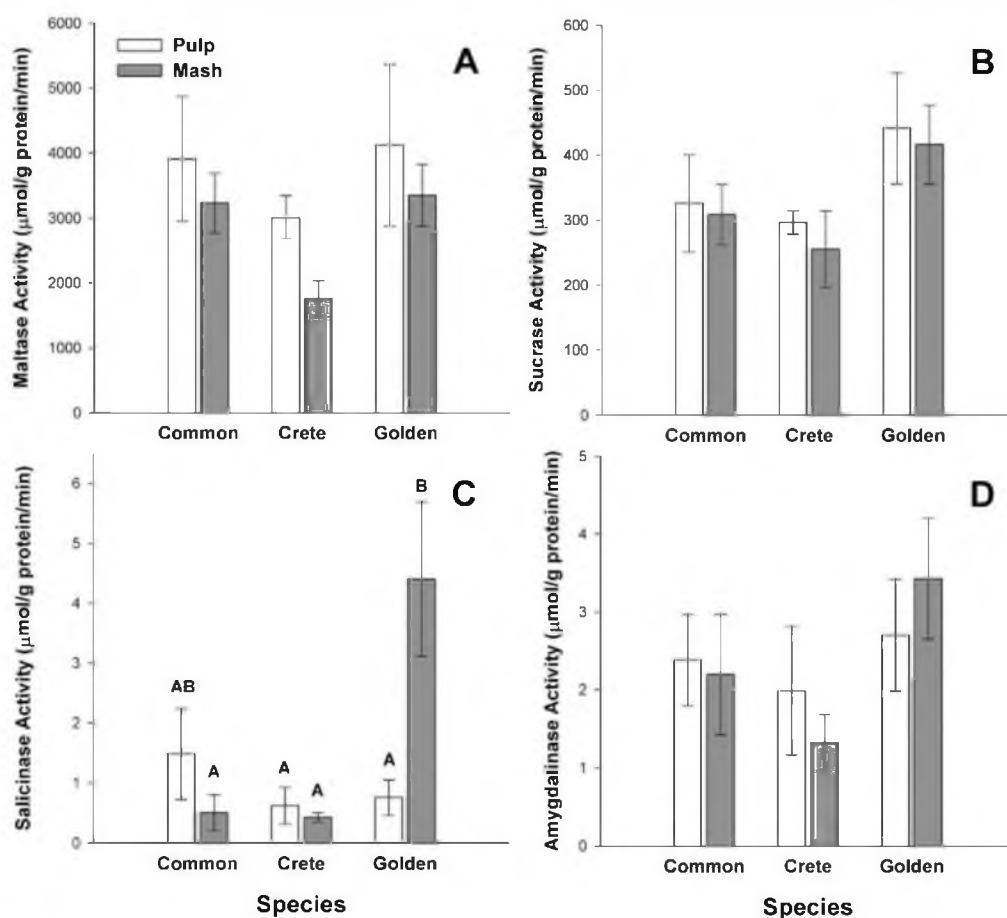 Pulp
Mash
A
Maltase Activity (μmol/g protein/min)
6000
5000
4000
3000
2000
1000
0
Common Crete Golden
B
Sucrase Activity (μmol/g protein/min)
600
500
400
300
200
100
0
Common Crete Golden
C
Salicinase Activity (μmol/g protein/min)
6
5
4
3
2
1
0
AB
A
A
A
A
B
Common Crete Golden
Species
D
Amygdalinase Activity (μmol/g protein/min)
5
4
3
2
1
0
Common Crete Golden
Species